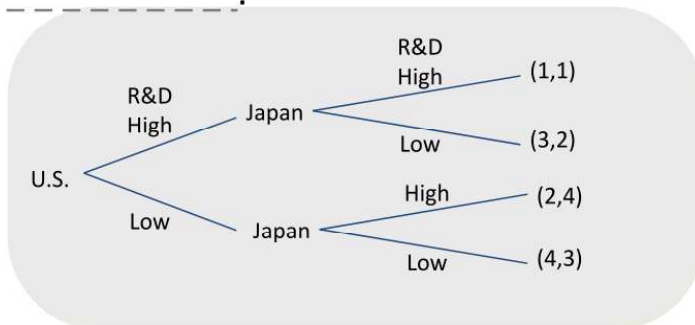 R&D
High
(1,1)
R&D
High
Japan
Low
(3,2)
U.S.
Low
Japan
High
(2,4)
Low
(4,3)